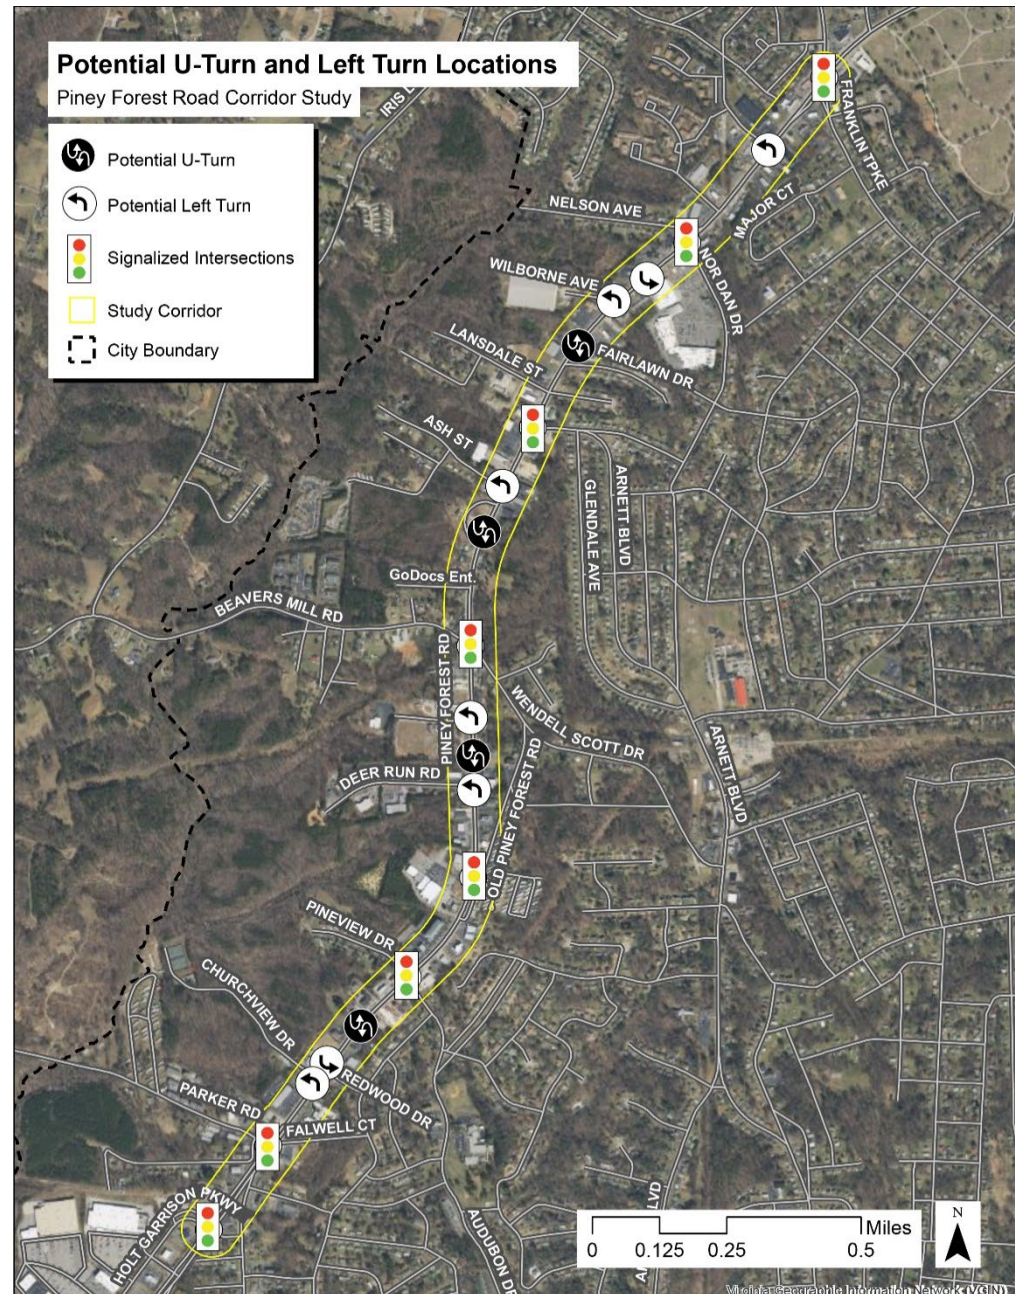 Potential U-Turn and Left Turn Locations
Piney Forest Road Corridor Study
Potential U-Turn
Potential Left Turn
Signalized Intersections
Study Corridor
City Boundary
FRANKLIN TPKE
MAJOR CT
NELSON AVE
NOR DAN DR
WILBORNE AVE
LANSDALE ST
FAIRLAWN DR
ASH ST
ARNETT BLVD
GLENDALE AVE
GoDocs Ent.
BEAVERS MILL RD
PINEY FOREST RD
WENDELL SCOTT DR
DEER RUN RD
OLD PINEY FOREST RD
ARNETT BLVD
PINEVIEW DR
CHURCHVIEW DR
REDWOOD DR
PARKER RD
FALWELL CT
HOLT GARRISON PKWY
AUDUBON DR
N
Miles
0 0.125 0.25 0.5
Virginia Geographic Information Network (VGIN)